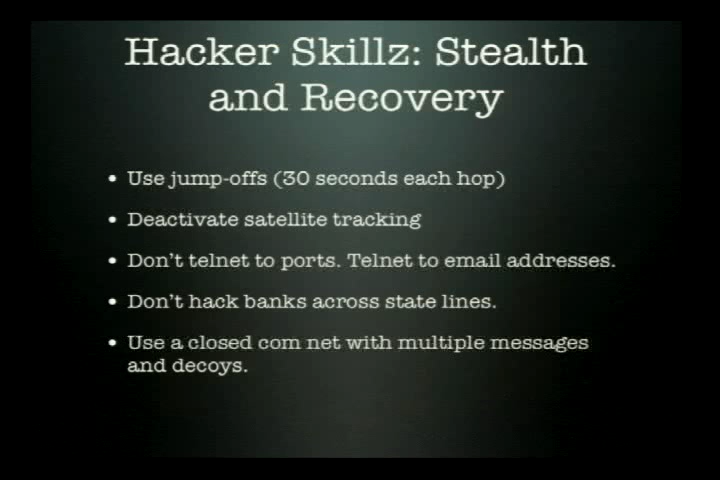 Hacker Skillz: Stealth
and Recovery
• Use jump-offs (30 seconds each hop)
• Deactivate satellite tracking
• Don't telnet to ports. Telnet to email addresses.
• Don't hack banks across state lines.
• Use a closed com net with multiple messages
and decoys.